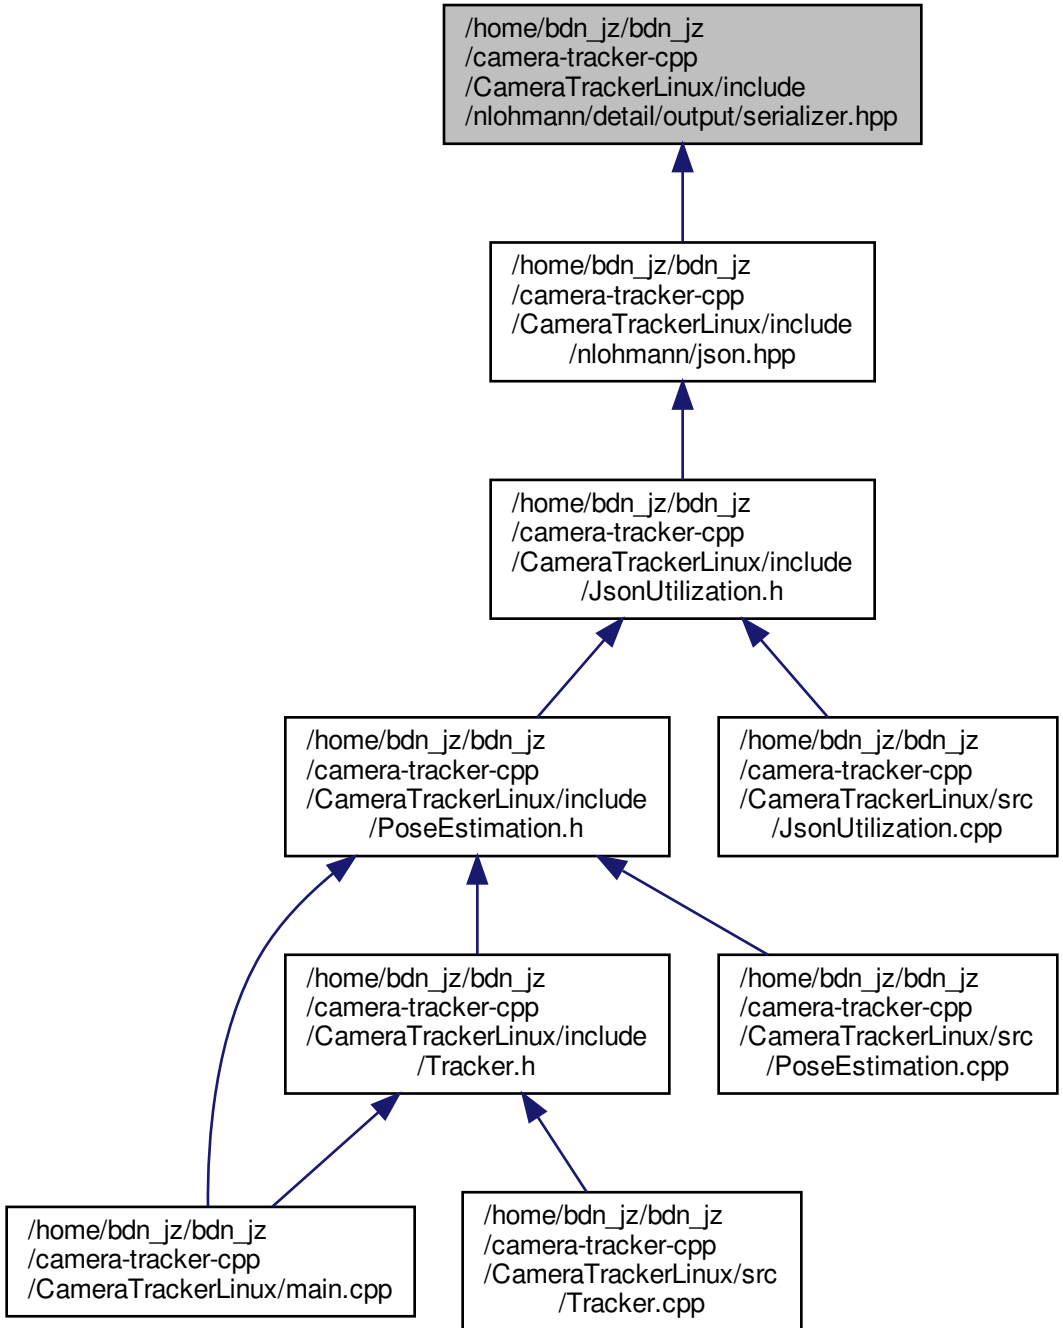 /home/bdn_jz/bdn_jz
/camera-tracker-cpp
/CameraTrackerLinux/include
/nlohmann/detail/output/serializer.hpp
/home/bdn_jz/bdn_jz
/camera-tracker-cpp
/CameraTrackerLinux/include
/nlohmann/json.hpp
/home/bdn_jz/bdn_jz
/camera-tracker-cpp
/CameraTrackerLinux/include
/JsonUtilization.h
/home/bdn_jz/bdn_jz
/camera-tracker-cpp
/CameraTrackerLinux/include
/PoseEstimation.h
/home/bdn_jz/bdn_jz
/camera-tracker-cpp
/CameraTrackerLinux/src
/JsonUtilization.cpp
/home/bdn_jz/bdn_jz
/camera-tracker-cpp
/CameraTrackerLinux/include
/Tracker.h
/home/bdn_jz/bdn_jz
/camera-tracker-cpp
/CameraTrackerLinux/src
/PoseEstimation.cpp
/home/bdn_jz/bdn_jz
/camera-tracker-cpp
/CameraTrackerLinux/main.cpp
/home/bdn_jz/bdn_jz
/camera-tracker-cpp
/CameraTrackerLinux/src
/Tracker.cpp